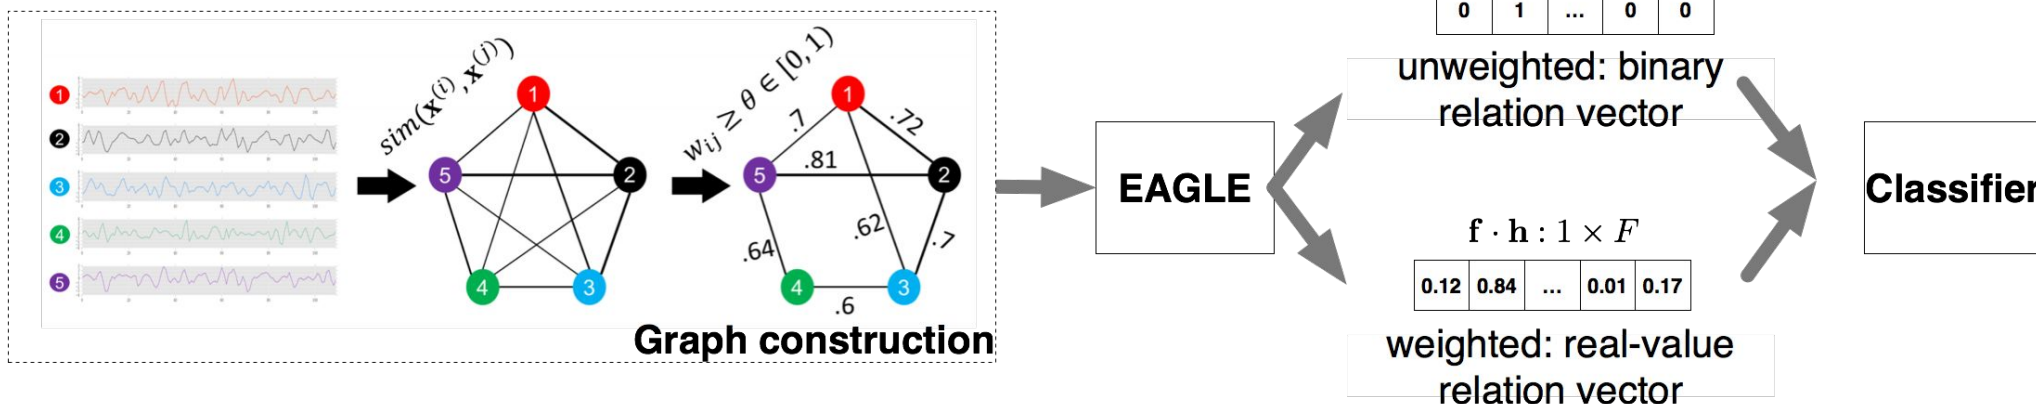 0 1 ... 0 0
unweighted: binary
relation vector
sim(x^(i), x^(j))
w_ij ≥ θ ∈ [0, 1)
1
2
3
4
5
1
5 2
4 3
1
.7 .72
5 .81 2
.62
.64 .7
4 3
.6
Graph construction
EAGLE
f · h : 1 × F
0.12 0.84 ... 0.01 0.17
weighted: real-value
relation vector
Classifier